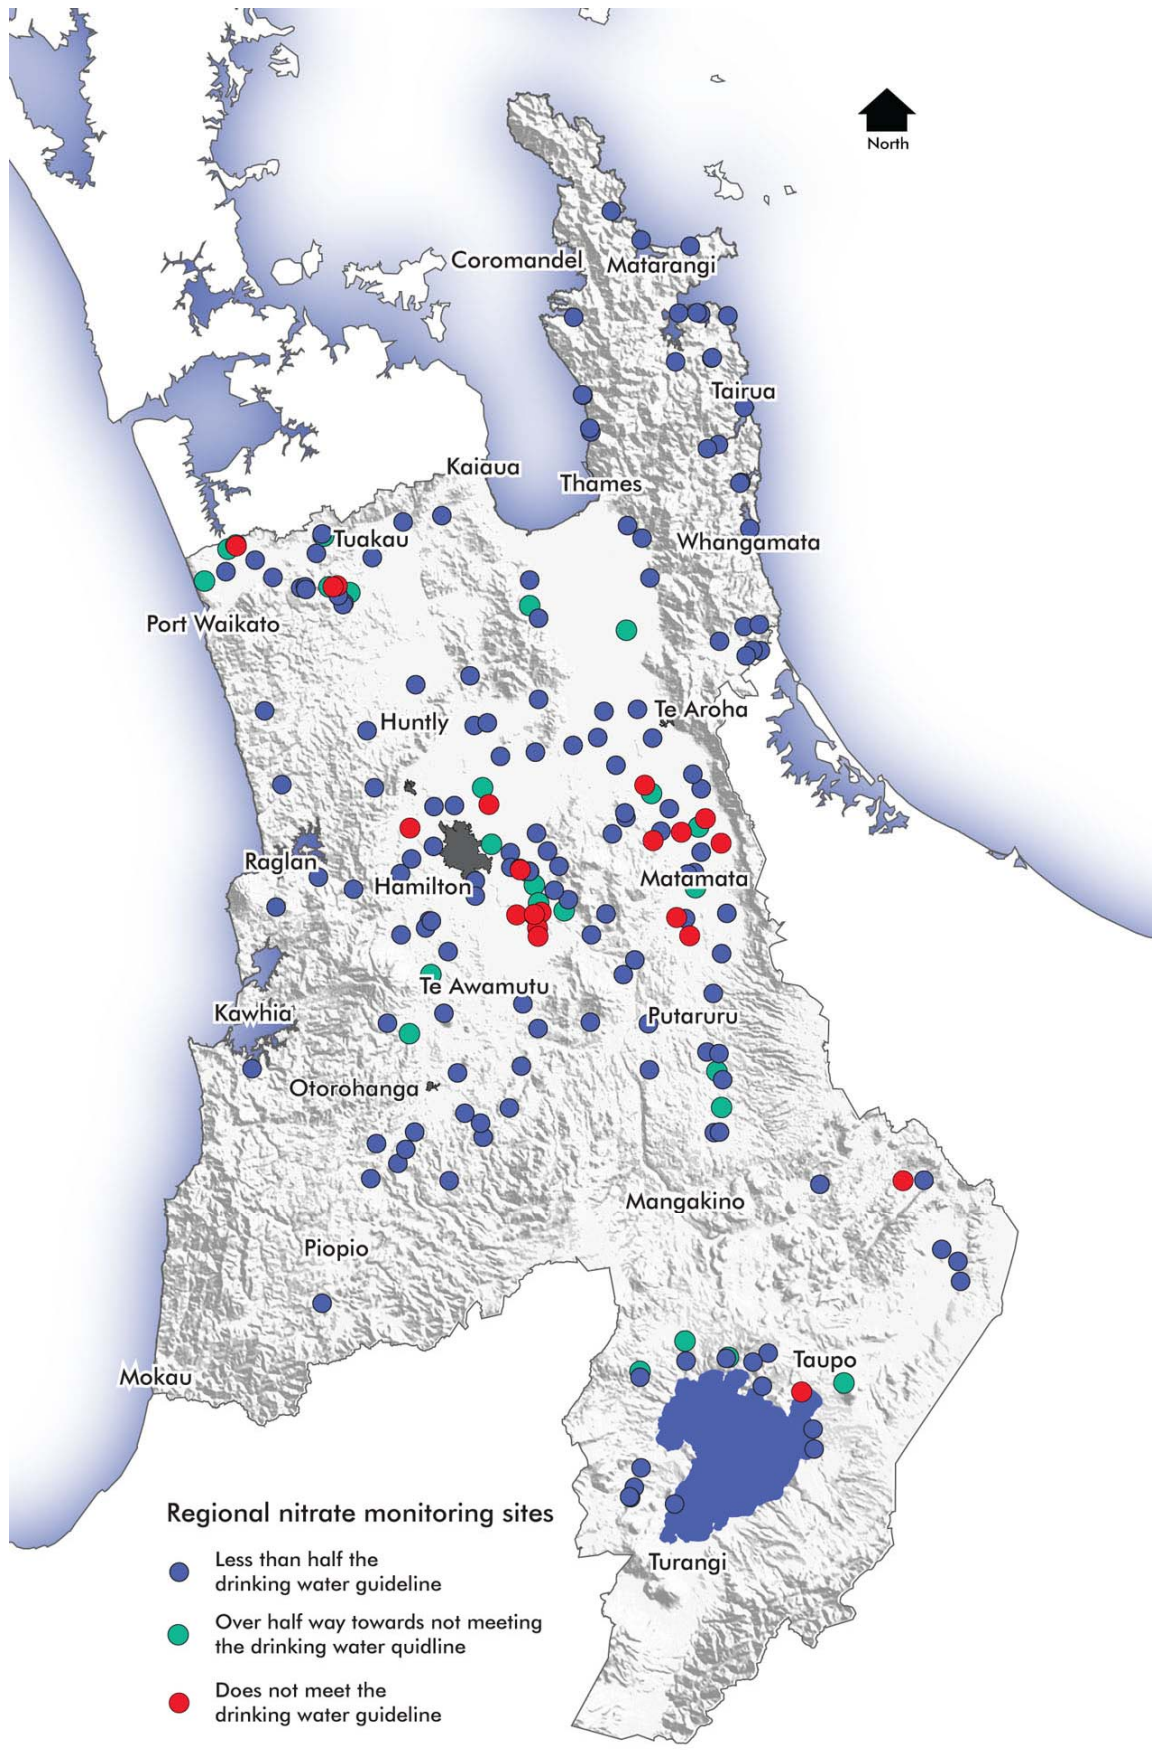 North
Coromandel
Matarangi
Tairua
Kaiaua
Thames
Tuakau
Whangamata
Port Waikato
Te Aroha
Huntly
Raglan
Hamilton
Matamata
Te Awamutu
Kawhia
Putaruru
Otorohanga
Mangakino
Piopio
Taupo
Mokau
Regional nitrate monitoring sites
Turangi
Less than half the
drinking water guideline
Over half way towards not meeting
the drinking water quidline
Does not meet the
drinking water guideline